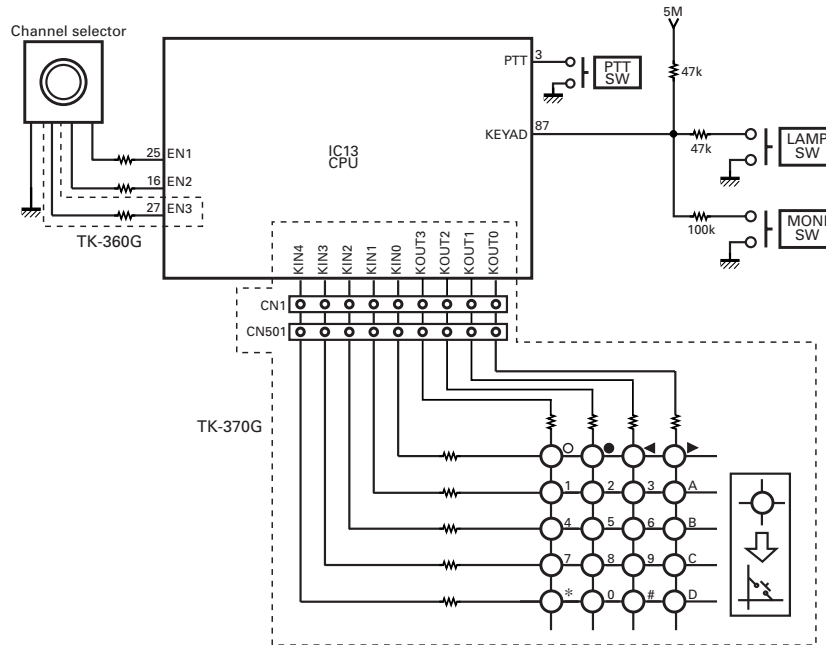 5M
Channel selector
3
PTT
PTT
SW
47k
87
KEYAD
IC13
CPU
47k
LAMP
SW
25 EN1
16 EN2
27 EN3
TK-360G
100k
MONI
SW
KIN4
KIN3
KIN2
KIN1
KIN0
KOUT3
KOUT2
KOUT1
KOUT0
CN1
CN501
TK-370G
1 2 3 A
4 5 6 B
7 8 9 C
* 0 # D